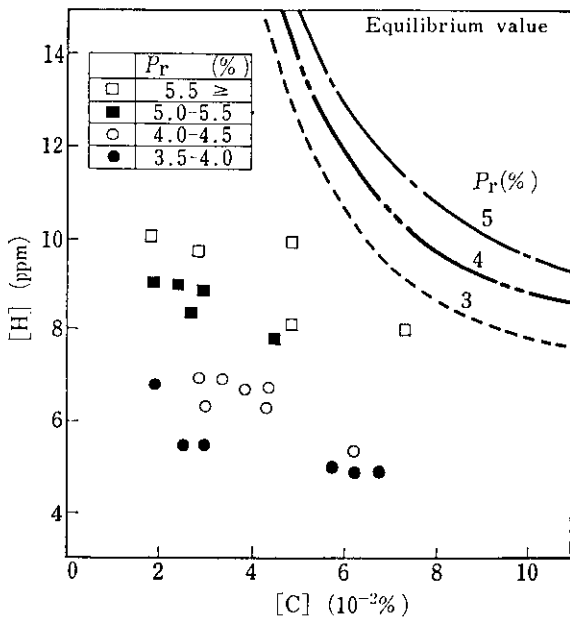 Equilibrium value
Pr (%)
□ 5.5 ≥
■ 5.0-5.5
○ 4.0-4.5
● 3.5-4.0
Pr(%)
5
4
3
14
12
10
8
6
4
[H] (ppm)
0 2 4 6 8 10
[C] (10⁻²%)